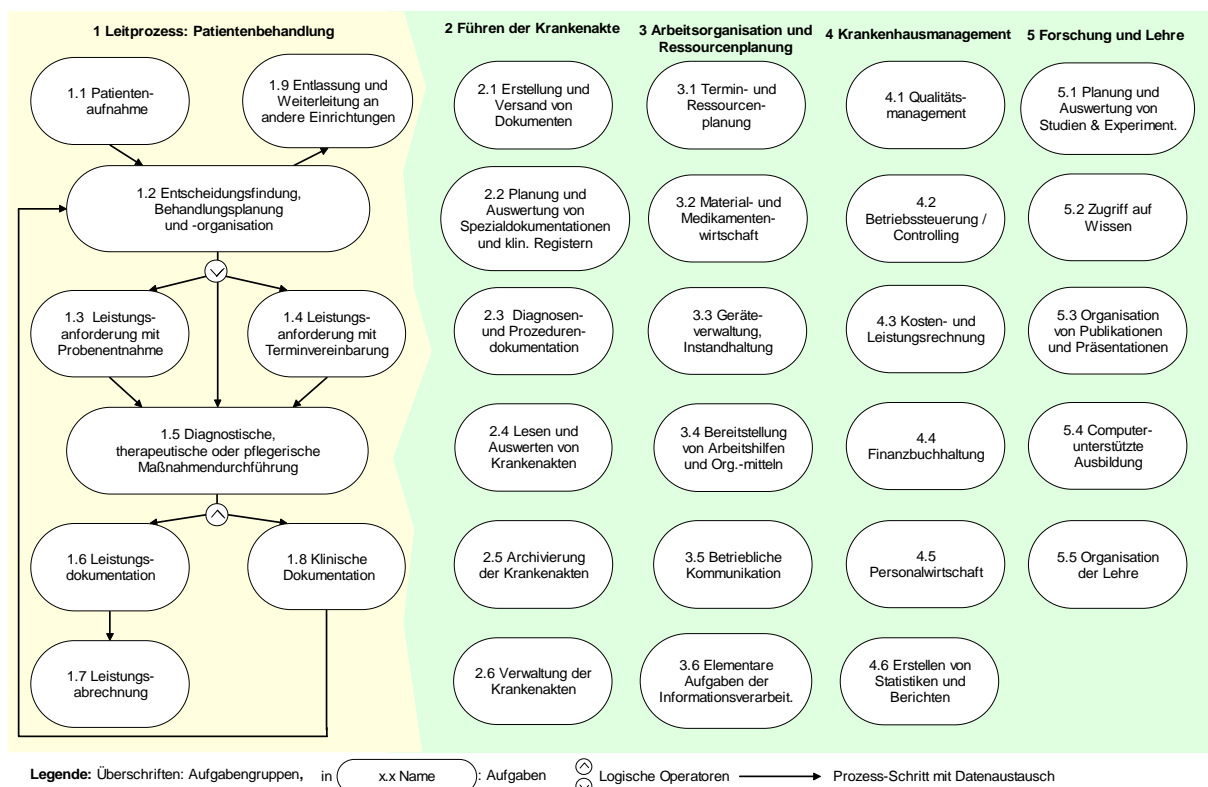 1 Leitprozess: Patientenbehandlung
1.1 Patienten-
aufnahme
1.9 Entlassung und
Weiterleitung an
andere Einrichtungen
1.2 Entscheidungsfindung,
Behandlungsplanung
und -organisation
1.3 Leistungs-
anforderung mit
Probenentnahme
1.4 Leistungs-
anforderung mit
Terminvereinbarung
1.5 Diagnostische,
therapeutische oder pflegerische
Maßnahmendurchführung
1.6 Leistungs-
dokumentation
1.8 Klinische
Dokumentation
1.7 Leistungs-
abrechnung
2 Führen der Krankenakte
2.1 Erstellung und
Versand von
Dokumenten
2.2 Planung und
Auswertung von
Spezialdokumentationen
und klin. Registern
2.3 Diagnosen-
und Prozeduren-
dokumentation
2.4 Lesen und
Auswerten von
Krankenakten
2.5 Archivierung
der Krankenakten
2.6 Verwaltung der
Krankenakten
3 Arbeitsorganisation und
Ressourcenplanung
3.1 Termin- und
Ressourcen-
planung
3.2 Material- und
Medikamenten-
wirtschaft
3.3 Geräte-
verwaltung,
Instandhaltung
3.4 Bereitstellung
von Arbeitshilfen
und Org.-mitteln
3.5 Betriebliche
Kommunikation
3.6 Elementare
Aufgaben der
Informationsverarbeit.
4 Krankenhausmanagement
4.1 Qualitäts-
management
4.2
Betriebssteuerung /
Controlling
4.3 Kosten- und
Leistungsrechnung
4.4
Finanzbuchhaltung
4.5
Personalwirtschaft
4.6 Erstellen von
Statistiken und
Berichten
5 Forschung und Lehre
5.1 Planung und
Auswertung von
Studien & Experiment.
5.2 Zugriff auf
Wissen
5.3 Organisation
von Publikationen
und Präsentationen
5.4 Computer-
unterstützte
Ausbildung
5.5 Organisation
der Lehre
Legende: Überschriften: Aufgabengruppen, in x.x Name : Aufgaben Logische Operatoren Prozess-Schritt mit Datenaustausch